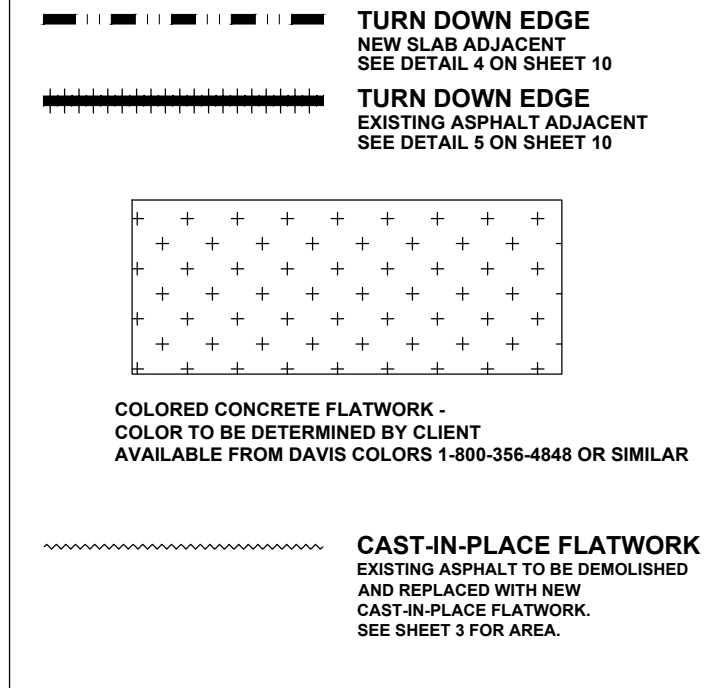 TURN DOWN EDGE
NEW SLAB ADJACENT
SEE DETAIL 4 ON SHEET 10
TURN DOWN EDGE
EXISTING ASPHALT ADJACENT
SEE DETAIL 5 ON SHEET 10
COLORED CONCRETE FLATWORK -
COLOR TO BE DETERMINED BY CLIENT
AVAILABLE FROM DAVIS COLORS 1-800-356-4848 OR SIMILAR
CAST-IN-PLACE FLATWORK
EXISTING ASPHALT TO BE DEMOLISHED
AND REPLACED WITH NEW
CAST-IN-PLACE FLATWORK.
SEE SHEET 3 FOR AREA.